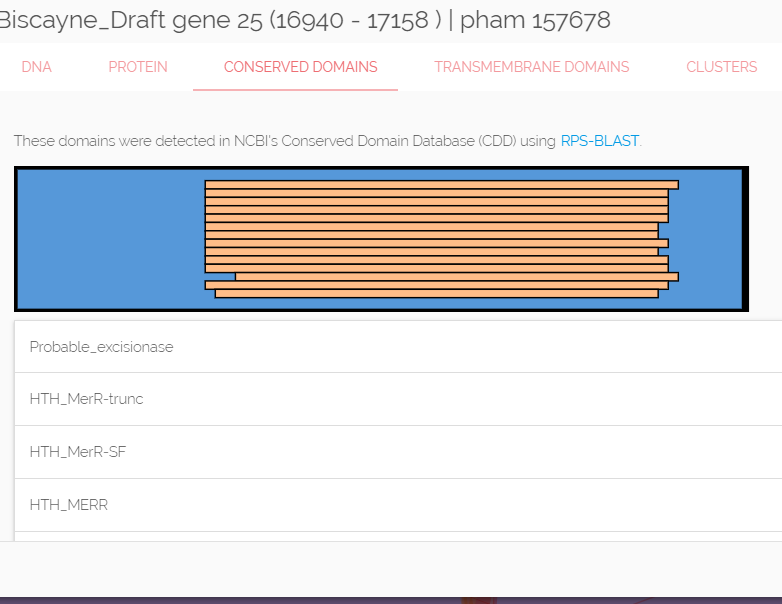 Biscayne_Draft gene 25 (16940 - 17158 ) | pham 157678
DNA PROTEIN CONSERVED DOMAINS TRANSMEMBRANE DOMAINS CLUSTERS
These domains were detected in NCBI's Conserved Domain Database (CDD) using RPS-BLAST.
Probable_excisionase
HTH_MerR-trunc
HTH_MerR-SF
HTH_MERR